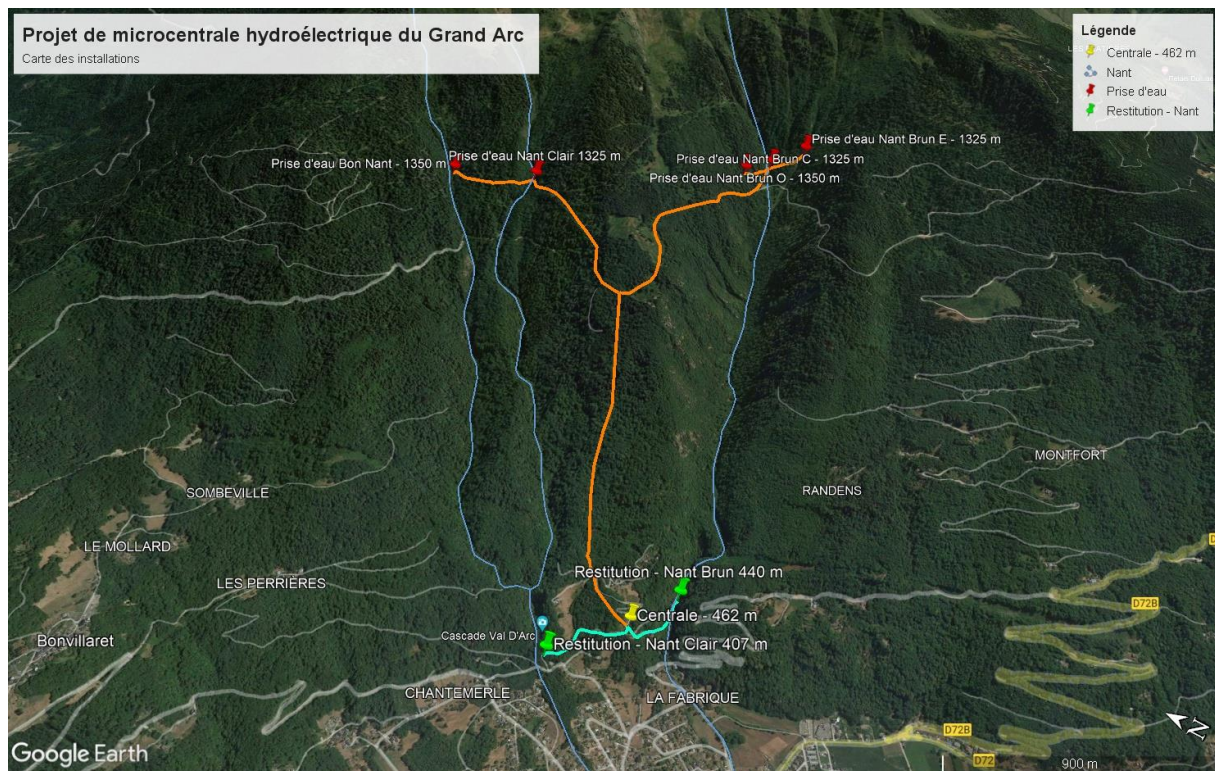 Projet de microcentrale hydroélectrique du Grand Arc
Carte des installations
Légende
Centrale - 462 m
Nant
Prise d'eau
Restitution - Nant
Prise d'eau Bon Nant - 1350 m
Prise d'eau Nant Clair 1325 m
Prise d'eau Nant Brun E - 1325 m
Prise d'eau Nant Brun C - 1325 m
Prise d'eau Nant Brun O - 1350 m
MONTFORT
SOMBEVILLE
RANDENS
LE MOLLARD
LES PERRIÈRES
Restitution - Nant Brun 440 m
Centrale - 462 m
D72B
Bonvillaret
Cascade Val D'Arc
Restitution - Nant Clair 407 m
CHANTEMERLE
LA FABRIQUE
D72B
D72
N
900 m
Google Earth